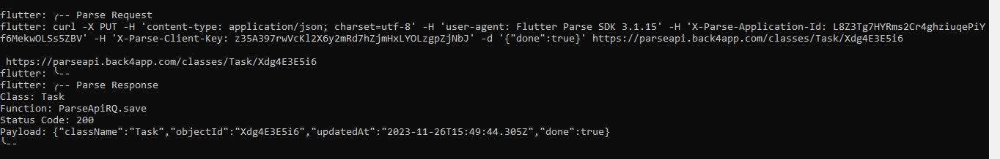 flutter: ╭-- Parse Request
flutter: curl -X PUT -H 'content-type: application/json; charset=utf-8' -H 'user-agent: Flutter Parse SDK 3.1.15' -H 'X-Parse-Application-Id: L8Z3Tg7HYRms2Cr4ghziuqePiY
f6MekwOLSs5ZBV' -H 'X-Parse-Client-Key: z35A397rwVcKl2X6y2mRd7hZjmHxLYOLzgpZjNbJ' -d '{"done":true}' https://parseapi.back4app.com/classes/Task/Xdg4E3E5i6
https://parseapi.back4app.com/classes/Task/Xdg4E3E5i6
flutter: ╰--
flutter: ╭-- Parse Response
Class: Task
Function: ParseApiRQ.save
Status Code: 200
Payload: {"className":"Task","objectId":"Xdg4E3E5i6","updatedAt":"2023-11-26T15:49:44.305Z","done":true}
╰--